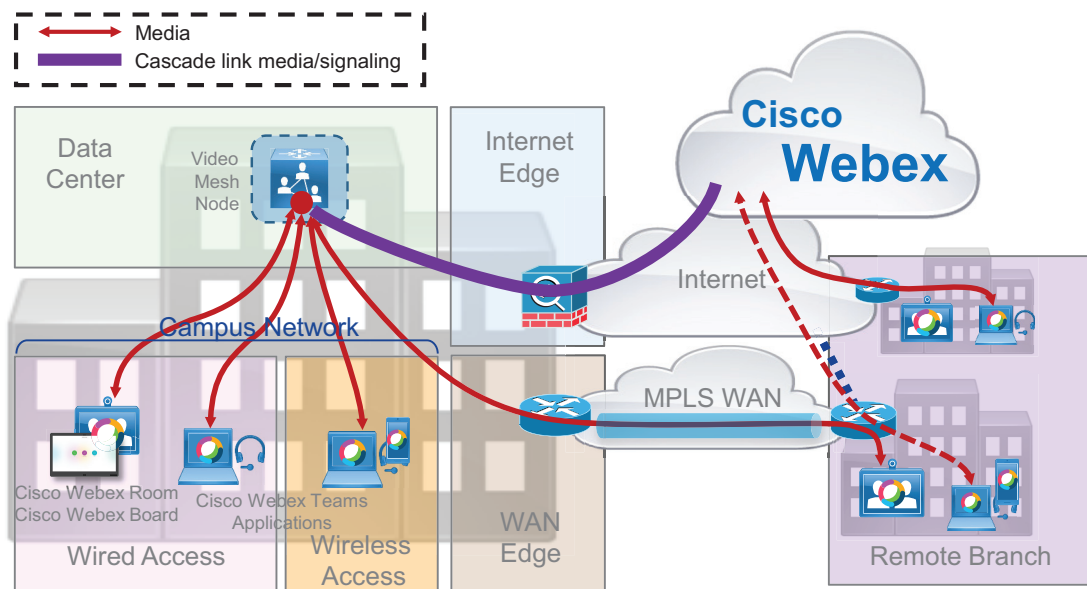 Media
Cascade link media/signaling
Data
Center
Video
Mesh
Node
Internet
Edge
Cisco
Webex
Internet
Campus Network
MPLS WAN
Cisco Webex Room
Cisco Webex Board
Cisco Webex Teams
Applications
Wired Access
Wireless
Access
WAN
Edge
Remote Branch